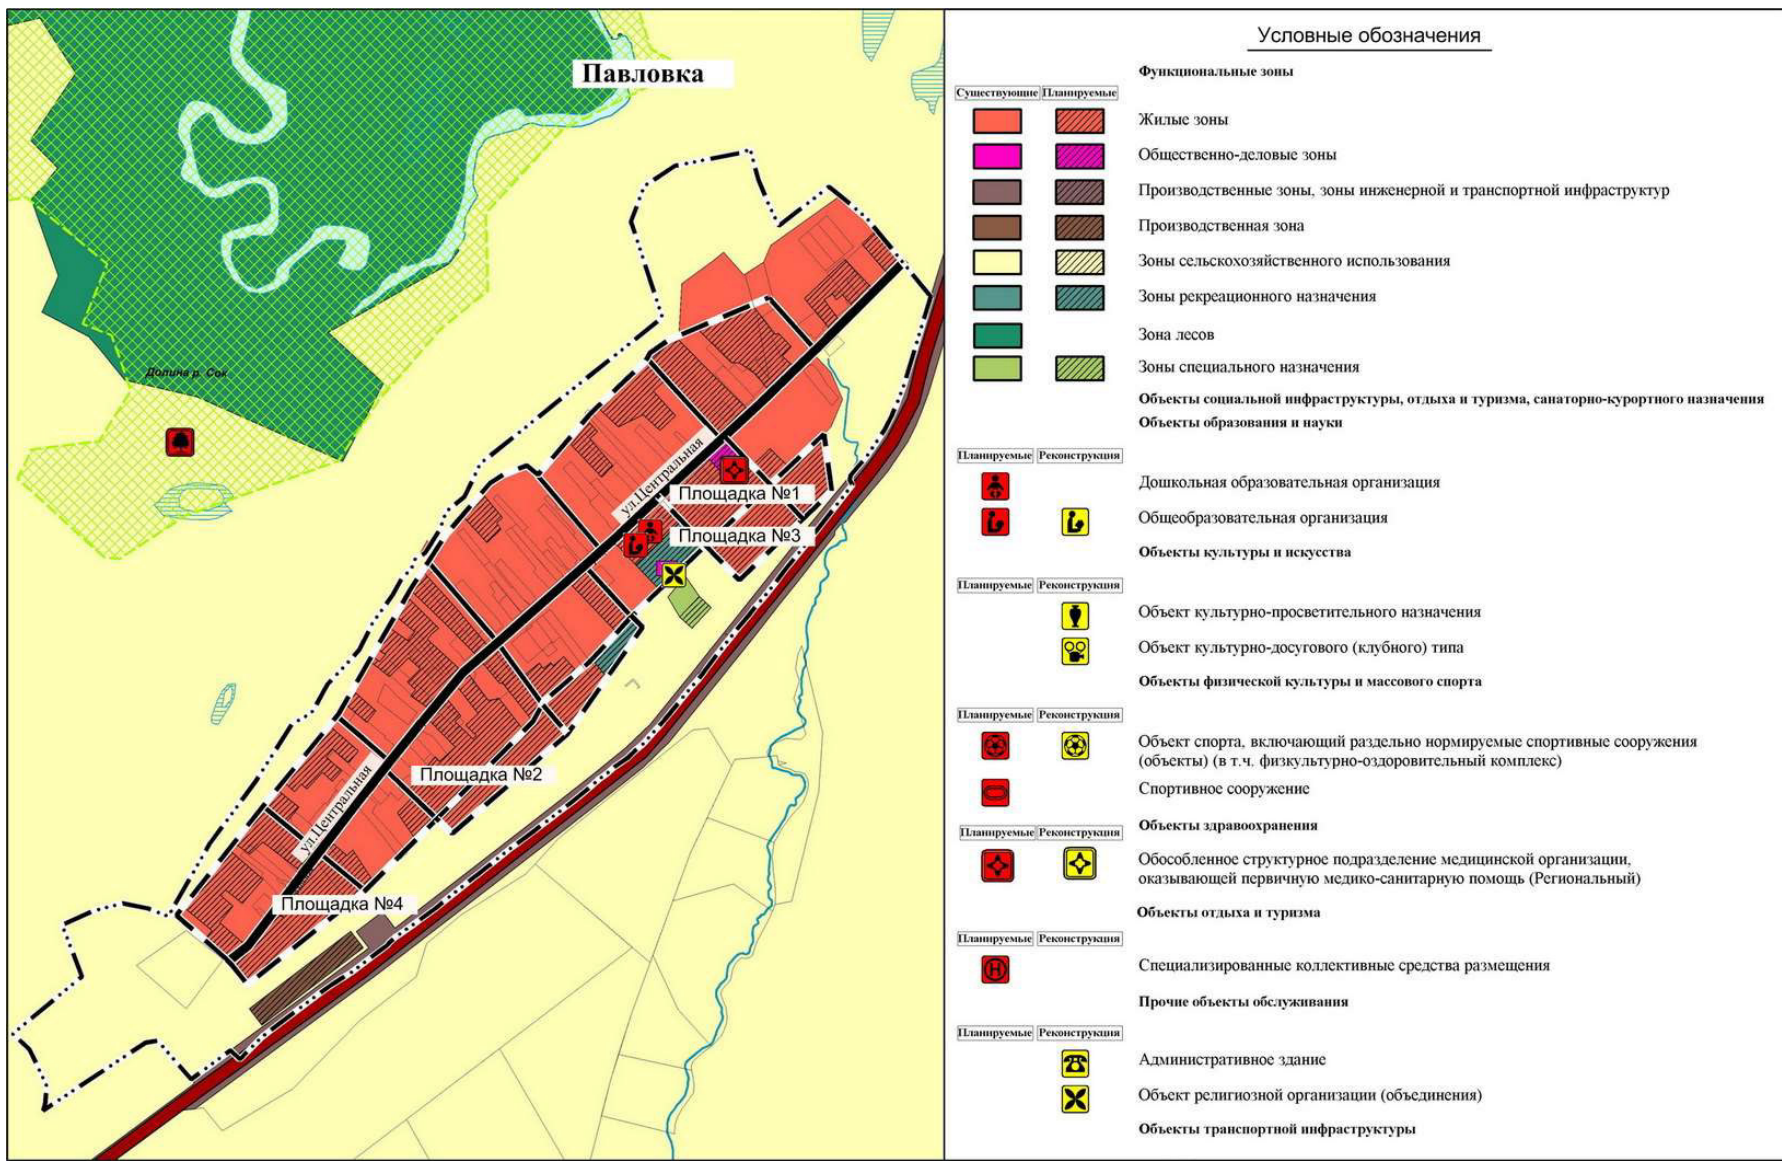 Павловка
Долина р. Сок
ул.Центральная
Площадка №1
Площадка №3
Площадка №2
ул.Центральная
Площадка №4
Условные обозначения
Функциональные зоны
Существующие Планируемые
Жилые зоны
Общественно-деловые зоны
Производственные зоны, зоны инженерной и транспортной инфраструктур
Производственная зона
Зоны сельскохозяйственного использования
Зоны рекреационного назначения
Зона лесов
Зоны специального назначения
Объекты социальной инфраструктуры, отдыха и туризма, санаторно-курортного назначения
Объекты образования и науки
Планируемые Реконструкция
Дошкольная образовательная организация
Общеобразовательная организация
Объекты культуры и искусства
Планируемые Реконструкция
Объект культурно-просветительного назначения
Объект культурно-досугового (клубного) типа
Объекты физической культуры и массового спорта
Планируемые Реконструкция
Объект спорта, включающий раздельно нормируемые спортивные сооружения
(объекты) (в т.ч. физкультурно-оздоровительный комплекс)
Спортивное сооружение
Объекты здравоохранения
Планируемые Реконструкция
Обособленное структурное подразделение медицинской организации,
оказывающей первичную медико-санитарную помощь (Региональный)
Объекты отдыха и туризма
Планируемые Реконструкция
Специализированные коллективные средства размещения
Прочие объекты обслуживания
Планируемые Реконструкция
Административное здание
Объект религиозной организации (объединения)
Объекты транспортной инфраструктуры